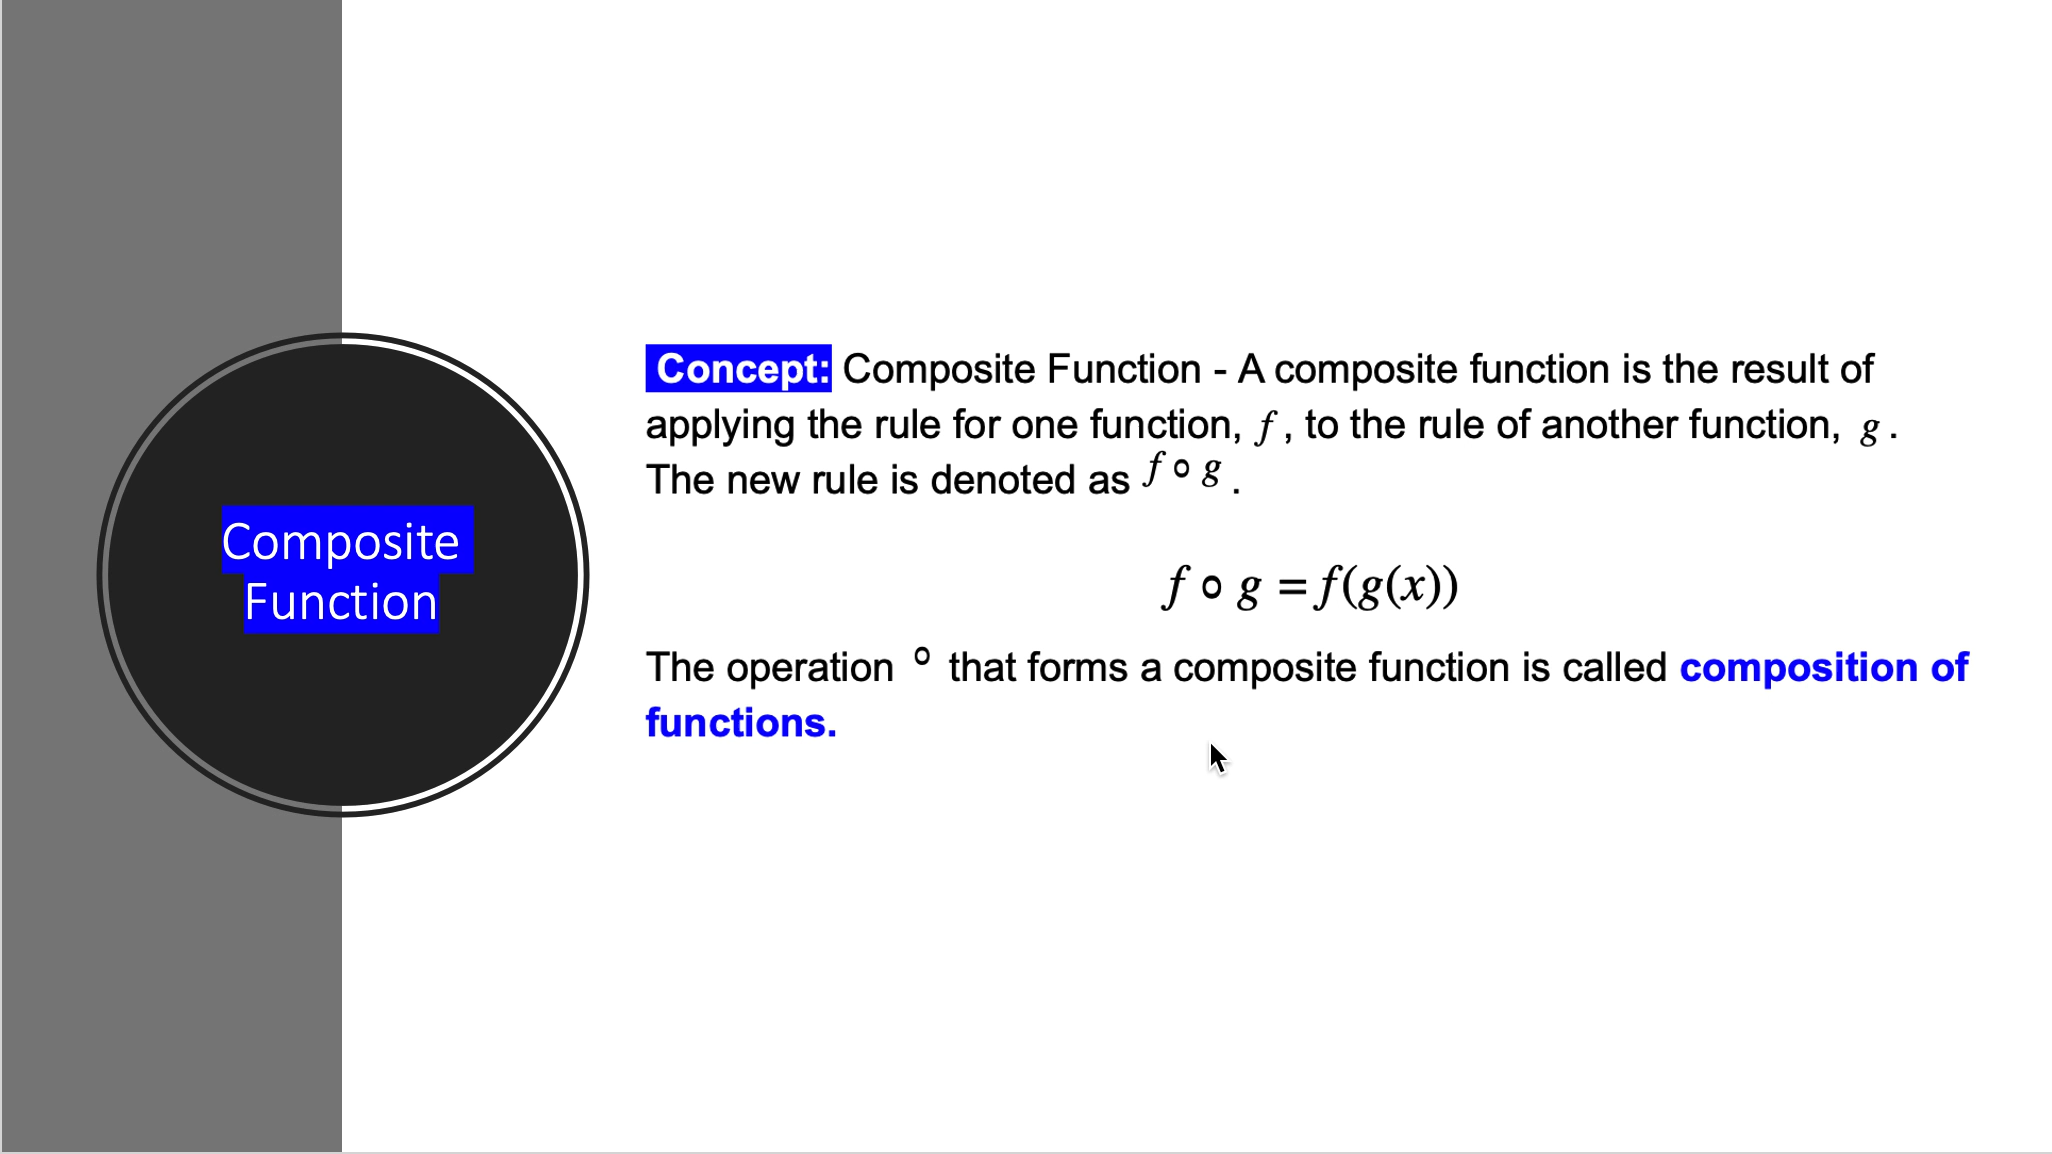 Composite
Function
Concept: Composite Function - A composite function is the result of
applying the rule for one function, f , to the rule of another function, g .
The new rule is denoted as f ∘ g .
f ∘ g = f(g(x))
The operation ∘ that forms a composite function is called composition of
functions.